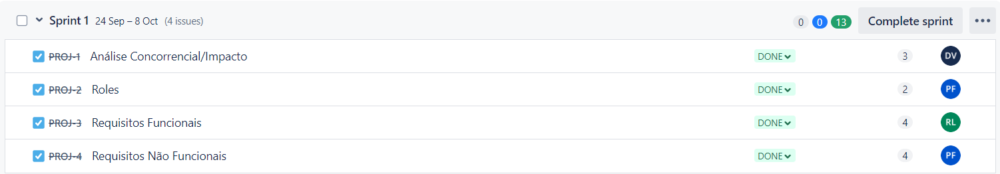 Sprint 1 24 Sep – 8 Oct (4 issues) 0 0 13 Complete sprint
PROJ-1 Análise Concorrencial/Impacto DONE 3 DV
PROJ-2 Roles DONE 2 PF
PROJ-3 Requisitos Funcionais DONE 4 RL
PROJ-4 Requisitos Não Funcionais DONE 4 PF